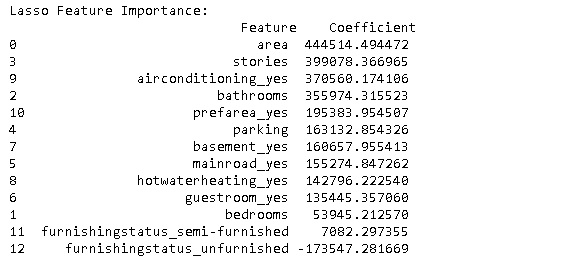 Lasso Feature Importance:
Feature Coefficient
0 area 444514.494472
3 stories 399078.366965
9 airconditioning_yes 370560.174106
2 bathrooms 355974.315523
10 prefarea_yes 195383.954507
4 parking 163132.854326
7 basement_yes 160657.955413
5 mainroad_yes 155274.847262
8 hotwaterheating_yes 142796.222540
6 guestroom_yes 135445.357060
1 bedrooms 53945.212570
11 furnishingstatus_semi-furnished 7082.297355
12 furnishingstatus_unfurnished -173547.281669